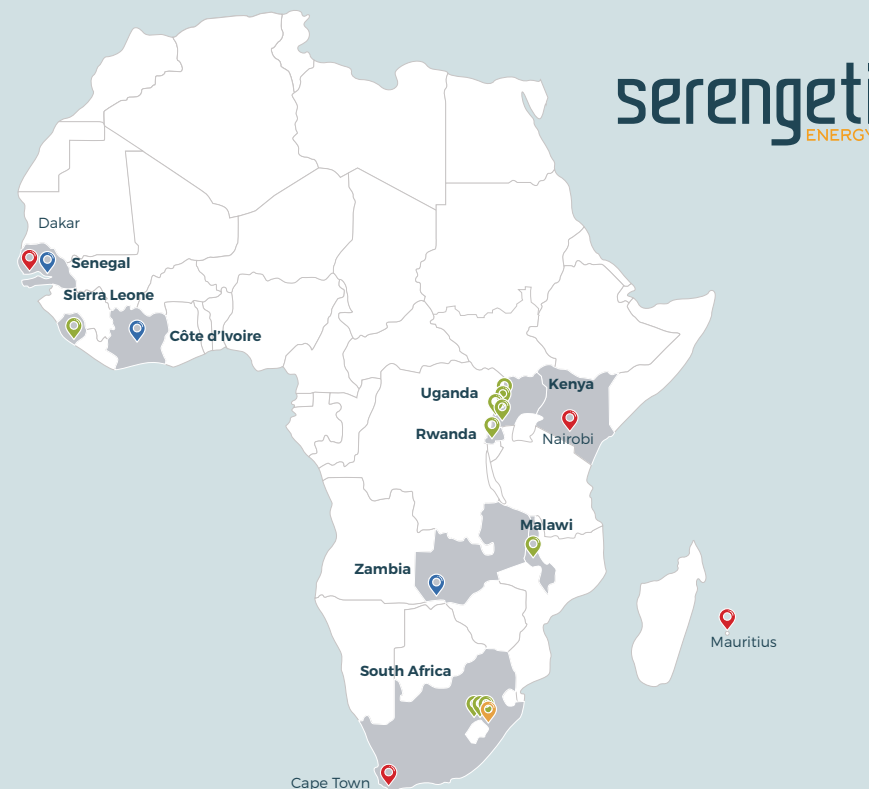 serengeti
ENERGY
Dakar
Senegal
Sierra Leone
Côte d'Ivoire
Uganda
Kenya
Rwanda
Nairobi
Malawi
Zambia
Mauritius
South Africa
Cape Town